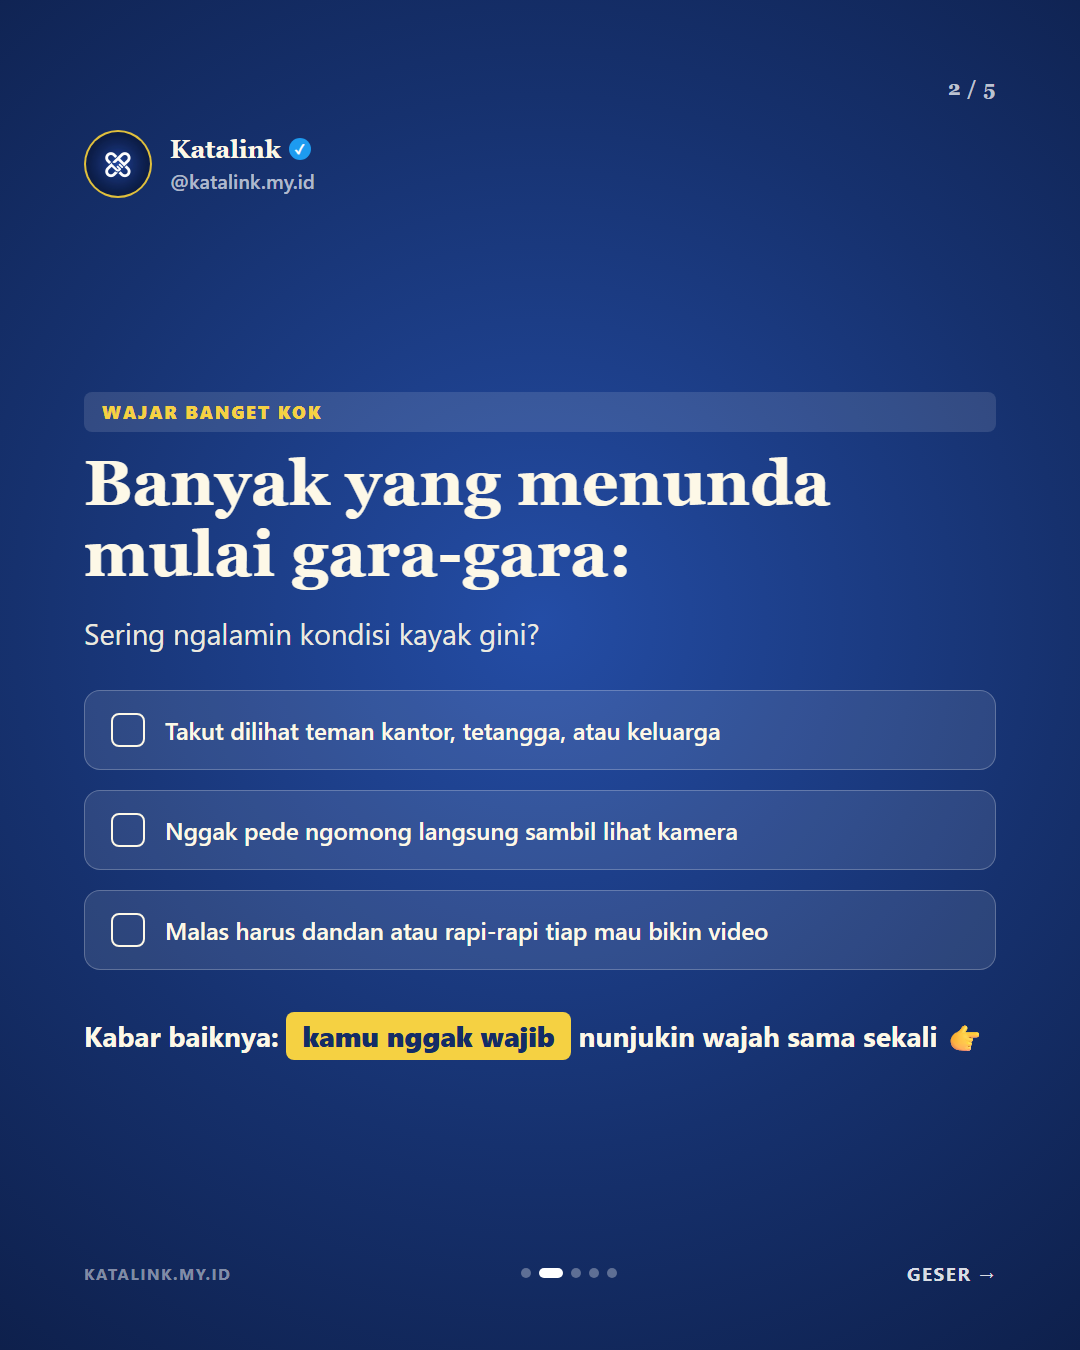 2 / 5
Katalink
@katalink.my.id
WAJAR BANGET KOK
Banyak yang menunda
mulai gara-gara:
Sering ngalamin kondisi kayak gini?
Takut dilihat teman kantor, tetangga, atau keluarga
Nggak pede ngomong langsung sambil lihat kamera
Malas harus dandan atau rapi-rapi tiap mau bikin video
Kabar baiknya: kamu nggak wajib nunjukin wajah sama sekali 👉
KATALINK.MY.ID
GESER →